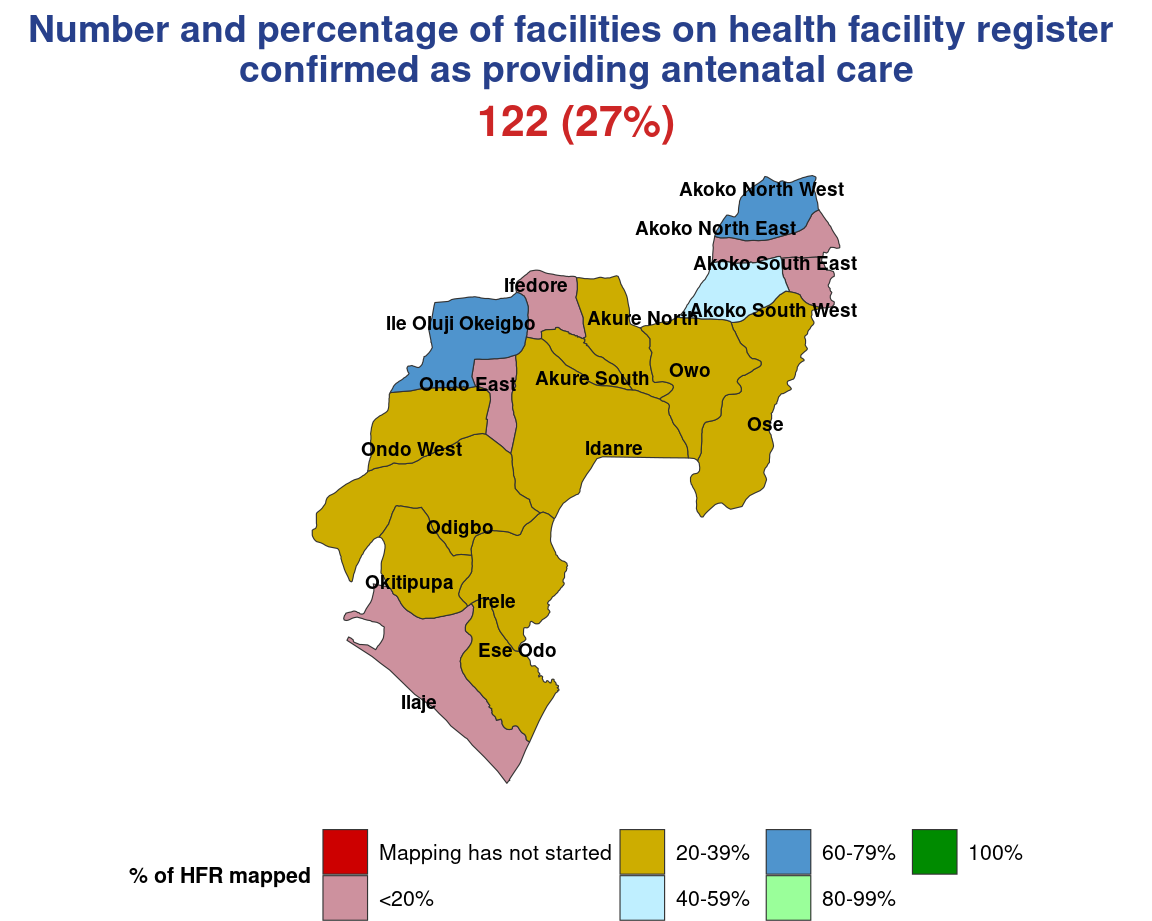 Number and percentage of facilities on health facility register
confirmed as providing antenatal care
122 (27%)
Akoko North West
Akoko North East
Akoko South East
Ifedore
Akoko South West
Akure North
Ile Oluji Okeigbo
Owo
Akure South
Ondo East
Ose
Idanre
Ondo West
Odigbo
Okitipupa
Irele
Ese Odo
Ilaje
% of HFR mapped
Mapping has not started
<20%
20-39%
40-59%
60-79%
80-99%
100%